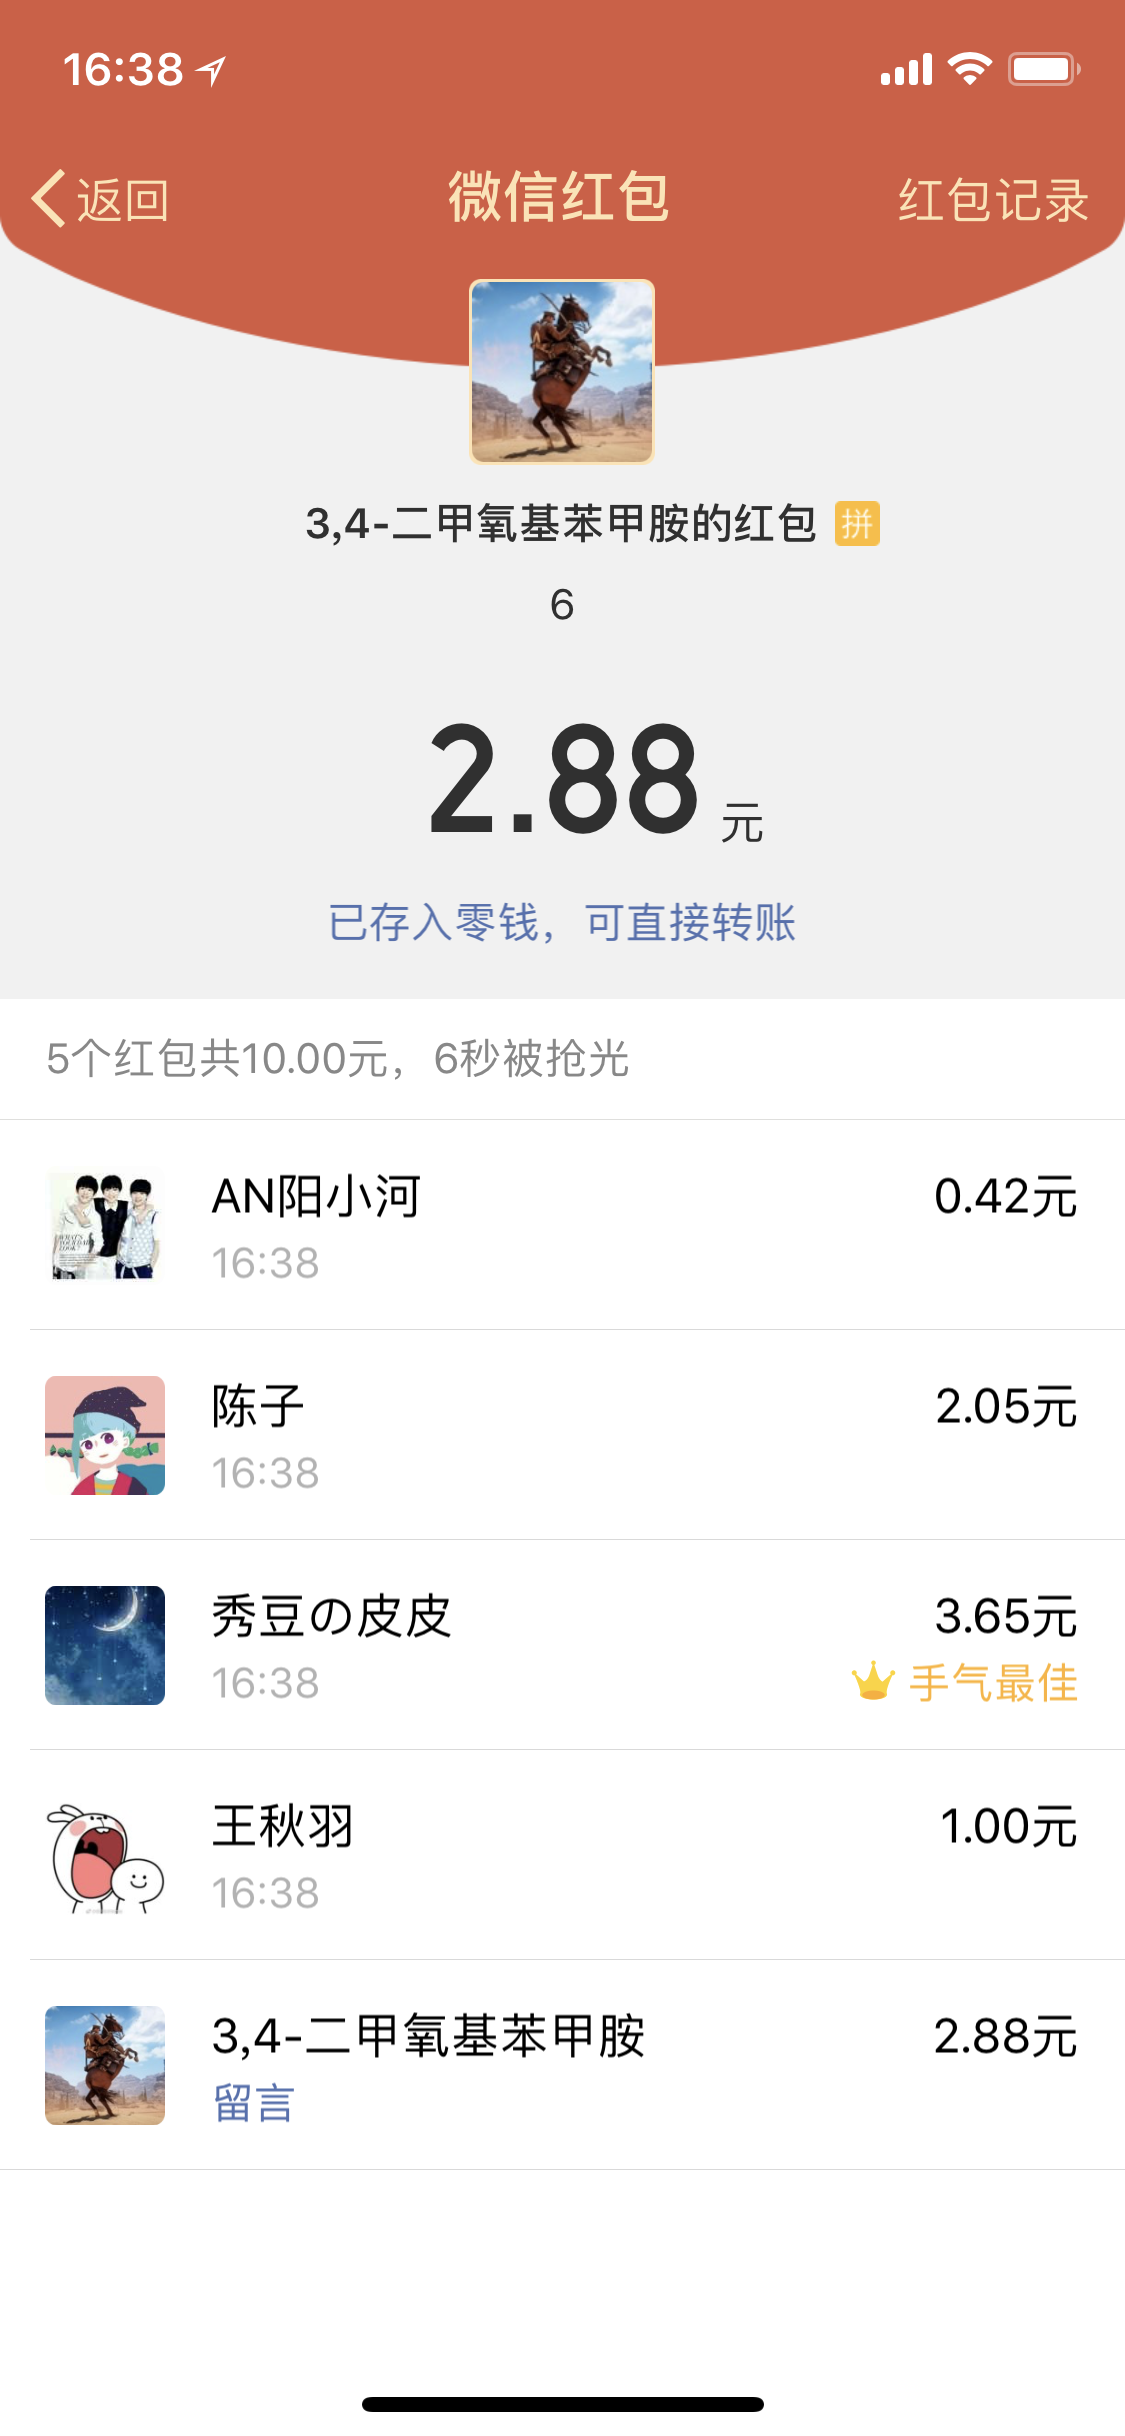 16:38
返回 微信红包 红包记录
3,4-二甲氧基苯甲胺的红包 拼
6
2.88 元
已存入零钱，可直接转账
5个红包共10.00元，6秒被抢光
AN阳小河 0.42元
16:38
陈子 2.05元
16:38
秀豆の皮皮 3.65元
16:38 手气最佳
王秋羽 1.00元
16:38
3,4-二甲氧基苯甲胺 2.88元
留言